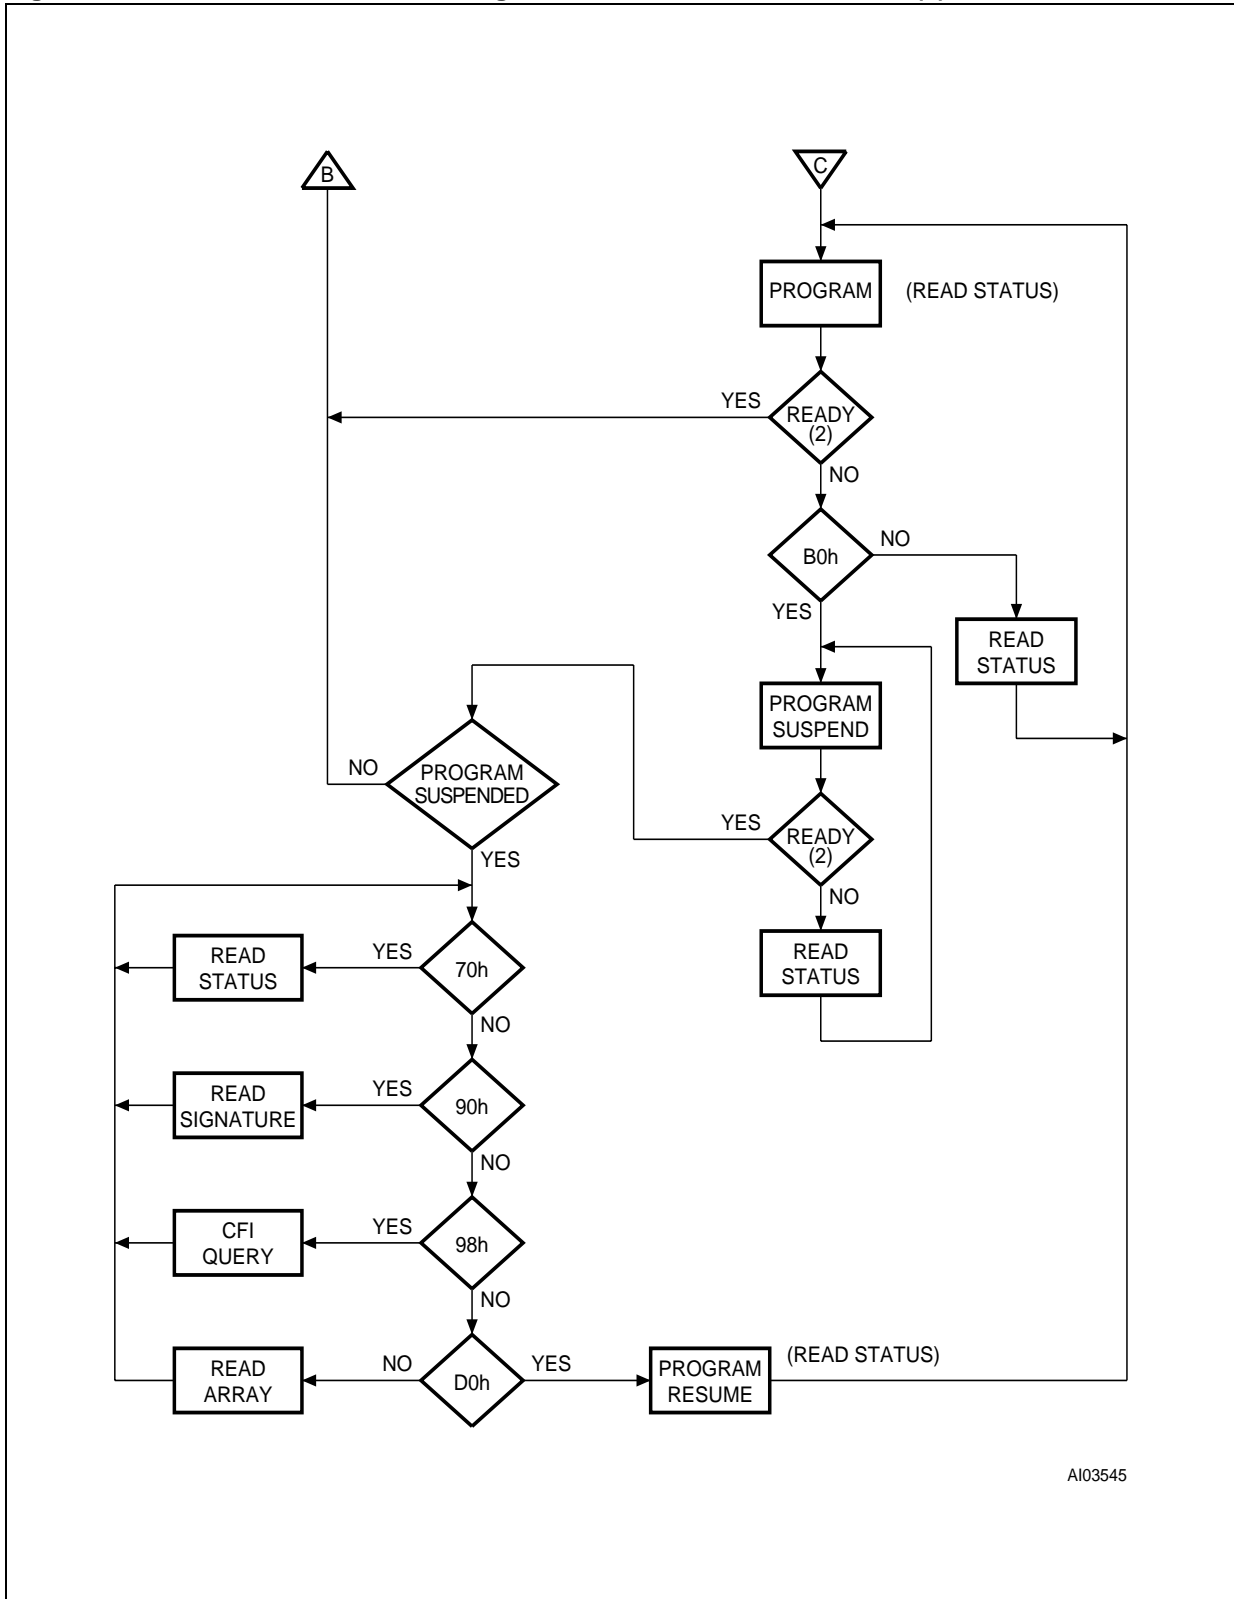 B
C
PROGRAM
(READ STATUS)
YES
READY
(2)
NO
B0h
NO
YES
READ
STATUS
PROGRAM
SUSPEND
NO
PROGRAM
SUSPENDED
YES
READY
(2)
YES
NO
READ
STATUS
YES
70h
READ
STATUS
NO
READ
SIGNATURE
YES
90h
NO
CFI
QUERY
YES
98h
NO
READ
ARRAY
NO
D0h
YES
PROGRAM
RESUME
(READ STATUS)
AI03545